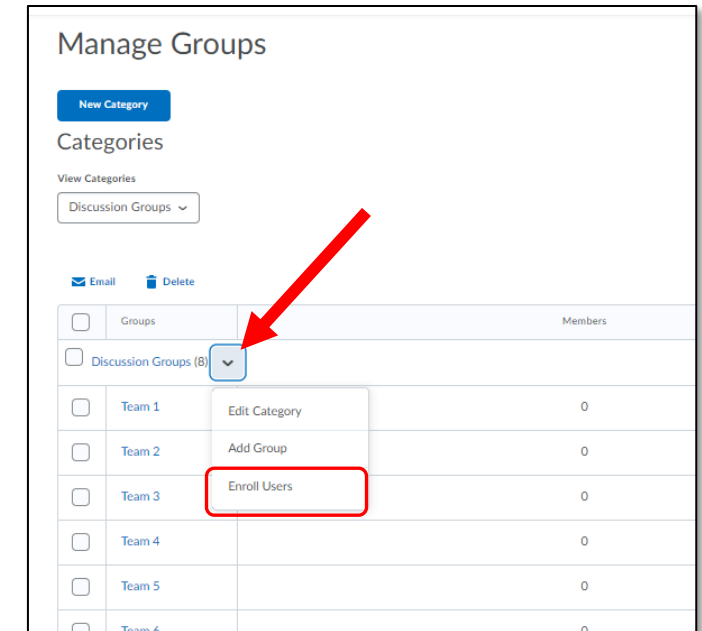 Manage Groups
New Category
Categories
View Categories
Discussion Groups
Email Delete
Groups Members
Discussion Groups (8)
Edit Category
Add Group
Enroll Users
Team 1 0
Team 2 0
Team 3 0
Team 4 0
Team 5 0
Team 6 0